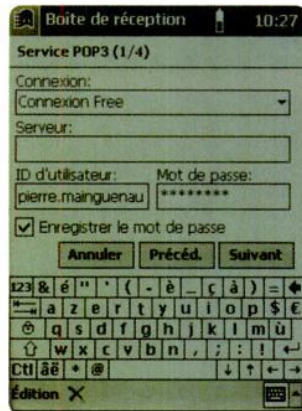 Boîte de réception 10:27
Service POP3 (1/4)
Connexion:
Connexion Free
Serveur:
ID d'utilisateur: Mot de passe:
pierre.mainguenau ********
Enregistrer le mot de passe
Annuler Précéd. Suivant
123 & é " ' ( - è _ ç à ) =
a z e r t y u i o p $ €
q s d f g h j k l m ù
w x c v b n , ; : !
Ctl áë * @ ↓ ↑ ← →
Édition